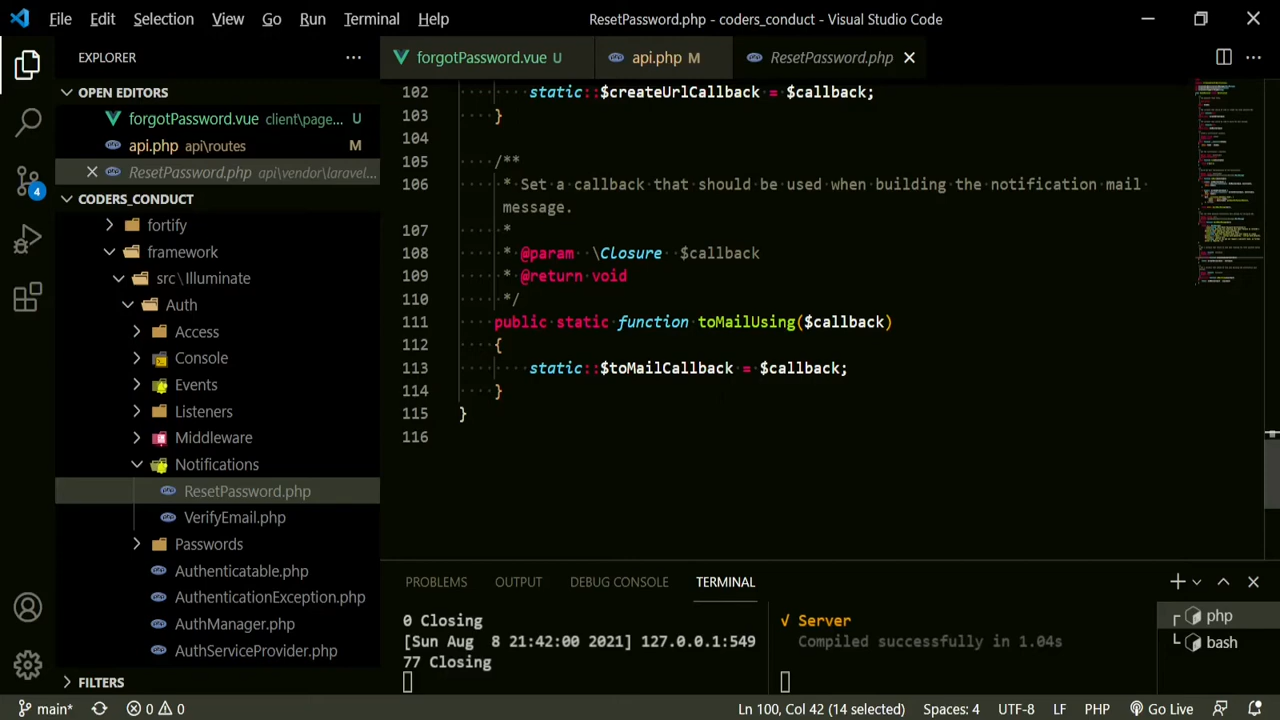 File Edit Selection View Go Run Terminal Help ResetPassword.php - coders_conduct - Visual Studio Code
EXPLORER
forgotPassword.vue U api.php M ResetPassword.php
OPEN EDITORS
forgotPassword.vue client\page... U
api.php api\routes M
ResetPassword.php api\vendor\laravel...
CODERS_CONDUCT
fortify
framework
src\Illuminate
Auth
Access
Console
Events
Listeners
Middleware
Notifications
ResetPassword.php
VerifyEmail.php
Passwords
Authenticatable.php
AuthenticationException.php
AuthManager.php
AuthServiceProvider.php
FILTERS
4
102 static::$createUrlCallback = $callback;
103 }
104
105 /**
106 Set a callback that should be used when building the notification mail
essage.
107
108 @param \Closure $callback
109 * @return void
110 */
111 public static function toMailUsing($callback)
112 {
113 static::$toMailCallback = $callback;
114 }
115 }
116
PROBLEMS OUTPUT DEBUG CONSOLE TERMINAL
0 Closing
[Sun Aug 8 21:42:00 2021] 127.0.0.1:549
77 Closing
√ Server
Compiled successfully in 1.04s
php
bash
main* 0 0 Ln 100, Col 42 (14 selected) Spaces: 4 UTF-8 LF PHP Go Live